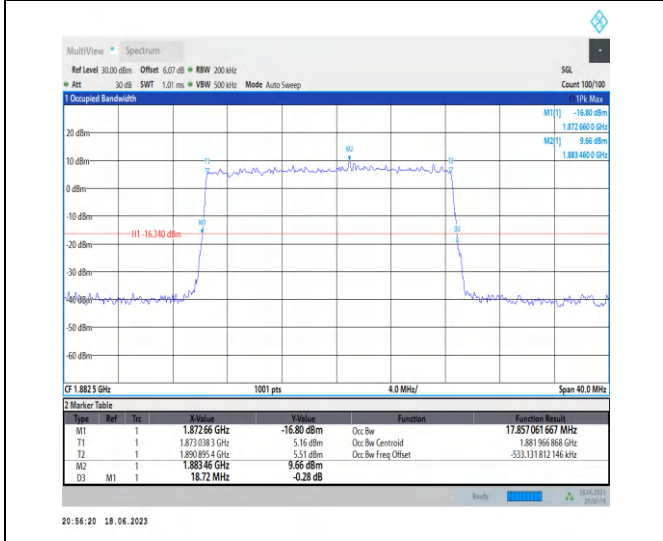 MultiView Spectrum
Ref Level 30.00 dBm Offset 6.07 dB RBW 200 kHz SGL
Att 30 dB SWT 1.01 ms VBW 500 kHz Mode Auto Sweep Count 100/100
1 Occupied Bandwidth 1Pk Max
M1[1] -16.80 dBm
1.872 660 0 GHz
20 dBm
M2[1] 9.66 dBm
1.883 460 0 GHz
M2
10 dBm
T1 T2
0 dBm
-10 dBm
M1
D3
H1 -16.340 dBm
-20 dBm
-30 dBm
-40 dBm
-50 dBm
-60 dBm
CF 1.882 5 GHz 1001 pts 4.0 MHz/ Span 40.0 MHz
2 Marker Table
Type Ref Trc X-Value Y-Value Function Function Result
M1 1 1.872 66 GHz -16.80 dBm Occ Bw 17.857 061 667 MHz
T1 1 1.873 038 3 GHz 5.16 dBm Occ Bw Centroid 1.881 966 868 GHz
T2 1 1.890 895 4 GHz 5.51 dBm Occ Bw Freq Offset -533.131 812 146 kHz
M2 1 1.883 46 GHz 9.66 dBm
D3 M1 1 18.72 MHz -0.28 dB
Ready 18.06.2023
20:56:20 18.06.2023